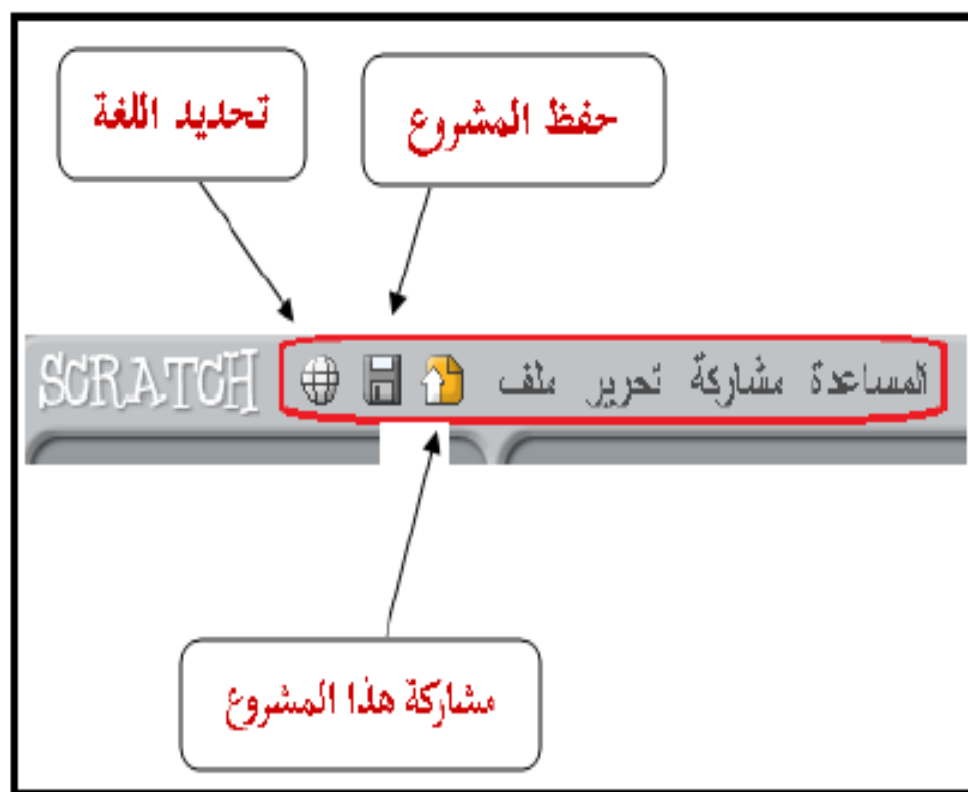 تحديد اللغة
حفظ المشروع
SCRATCH ملف تحرير مشاركة المساعدة
مشاركة هذا المشروع